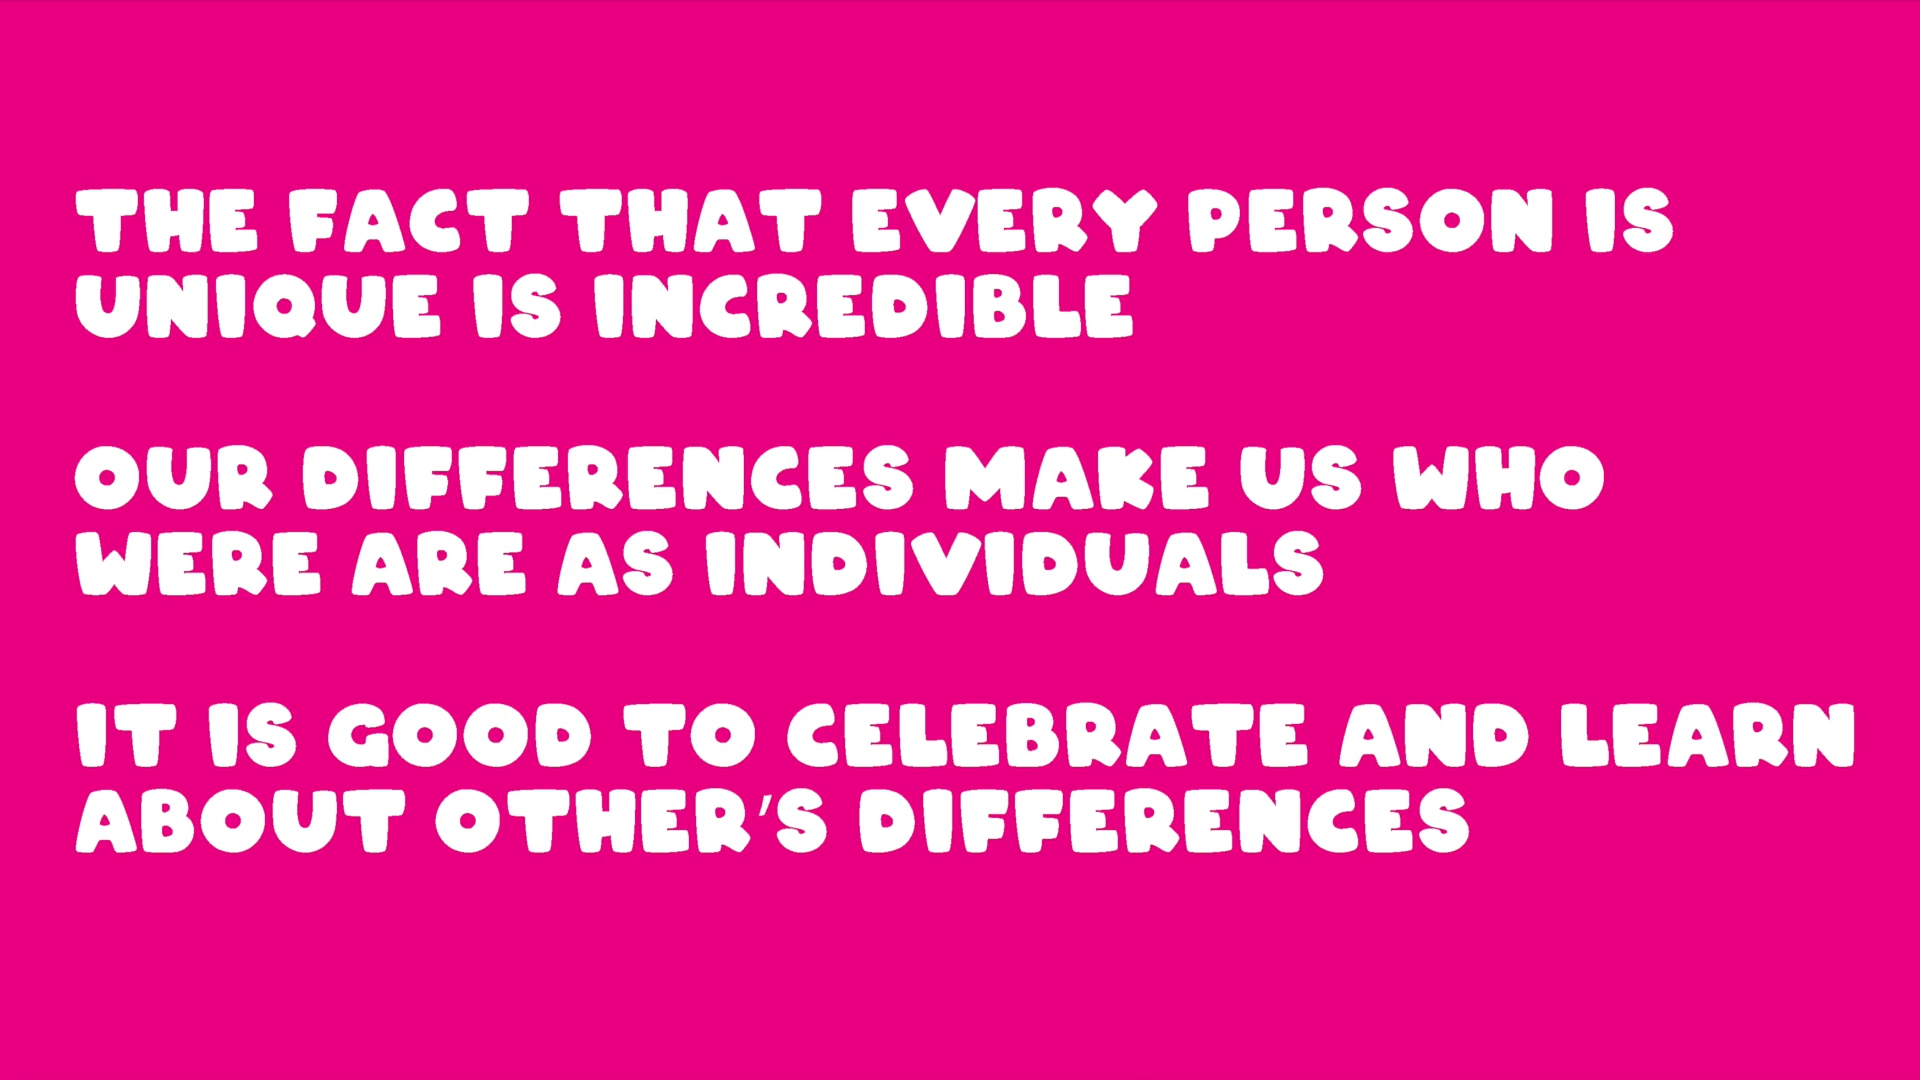 THE FACT THAT EVERY PERSON IS
UNIQUE IS INCREDIBLE
OUR DIFFERENCES MAKE US WHO
WERE ARE AS INDIVIDUALS
IT IS GOOD TO CELEBRATE AND LEARN
ABOUT OTHER'S DIFFERENCES